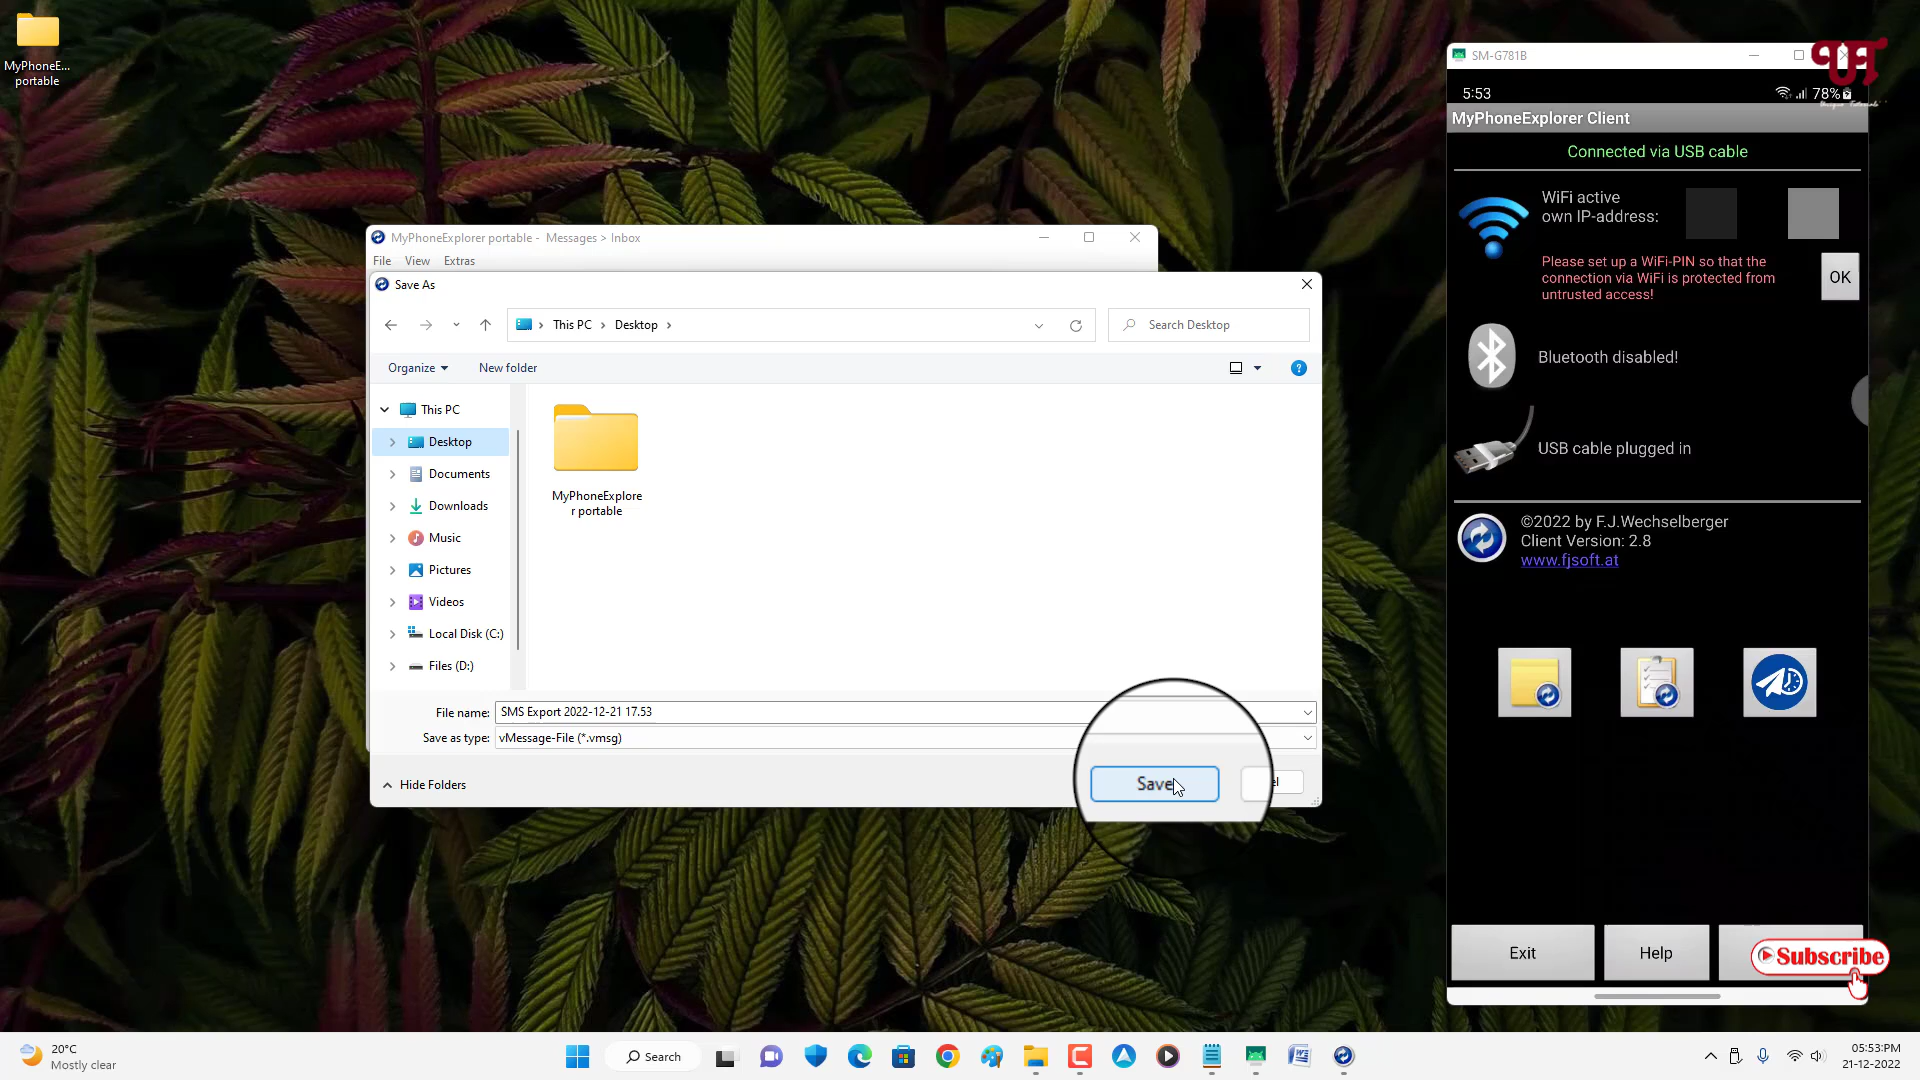 MyPhoneE...
portable
MyPhoneExplorer portable -  Messages > Inbox
File View Extras
Save As
This PC > Desktop >
Search Desktop
Organize
New folder
This PC
Desktop
Documents
Downloads
Music
Pictures
Videos
Local Disk (C:)
Files (D:)
MyPhoneExplore
r portable
File name: SMS Export 2022-12-21 17.53
Save as type: vMessage-File (*.vmsg)
Hide Folders
Save
SM-G781B
UT
5:53
78%
MyPhoneExplorer Client
Connected via USB cable
WiFi active
own IP-address:
Please set up a WiFi-PIN so that the
connection via WiFi is protected from
untrusted access!
OK
Bluetooth disabled!
USB cable plugged in
©2022 by F.J.Wechselberger
Client Version: 2.8
www.fjsoft.at
Exit
Help
Subscribe
20°C
Mostly clear
Search
05:53 PM
21-12-2022